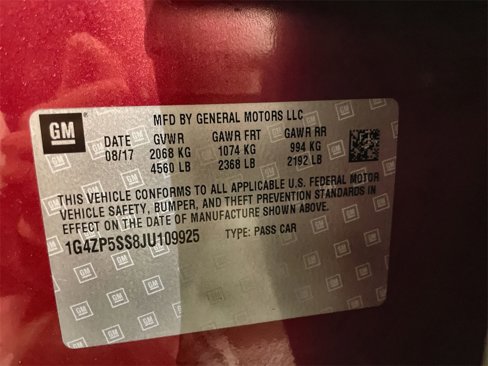 GM
MFD BY GENERAL MOTORS LLC
DATE GVWR GAWR FRT GAWR RR
08/17 2068 KG 1074 KG 994 KG
4560 LB 2368 LB 2192 LB
THIS VEHICLE CONFORMS TO ALL APPLICABLE U.S. FEDERAL MOTOR
VEHICLE SAFETY, BUMPER, AND THEFT PREVENTION STANDARDS IN
EFFECT ON THE DATE OF MANUFACTURE SHOWN ABOVE.
1G4ZP5SS8JU109925 TYPE: PASS CAR